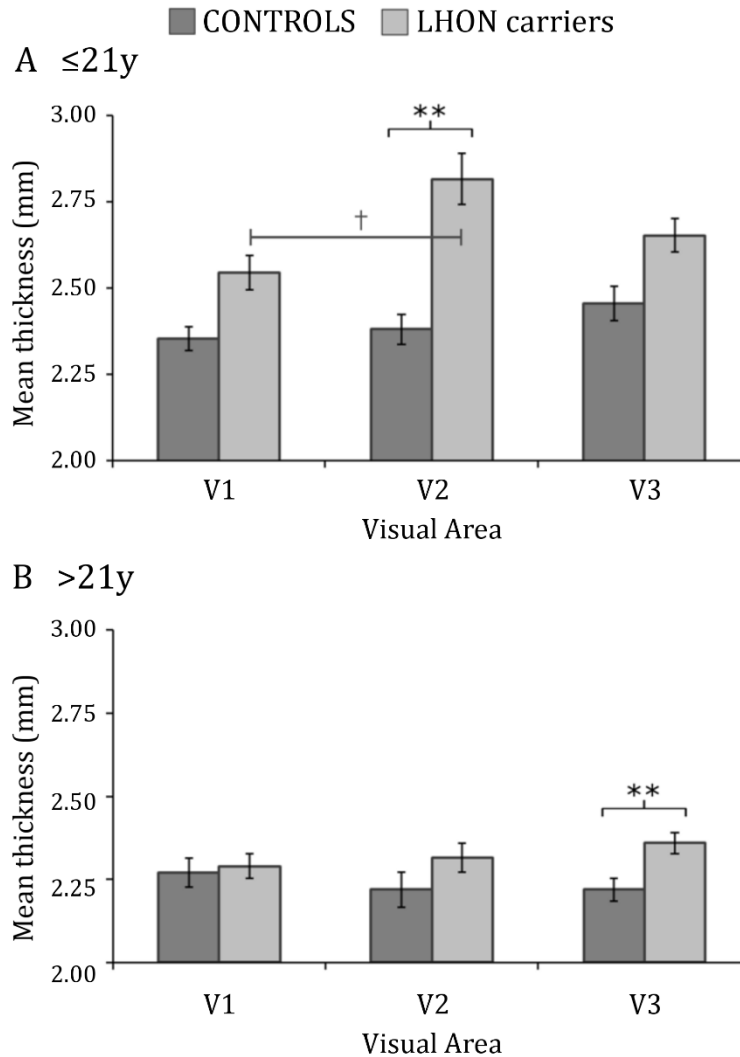 CONTROLS LHON carriers
A ≤21y
Mean thickness (mm)
3.00
2.75
2.50
2.25
2.00
**
†
V1 V2 V3
Visual Area
B >21y
Mean thickness (mm)
3.00
2.75
2.50
2.25
2.00
**
V1 V2 V3
Visual Area